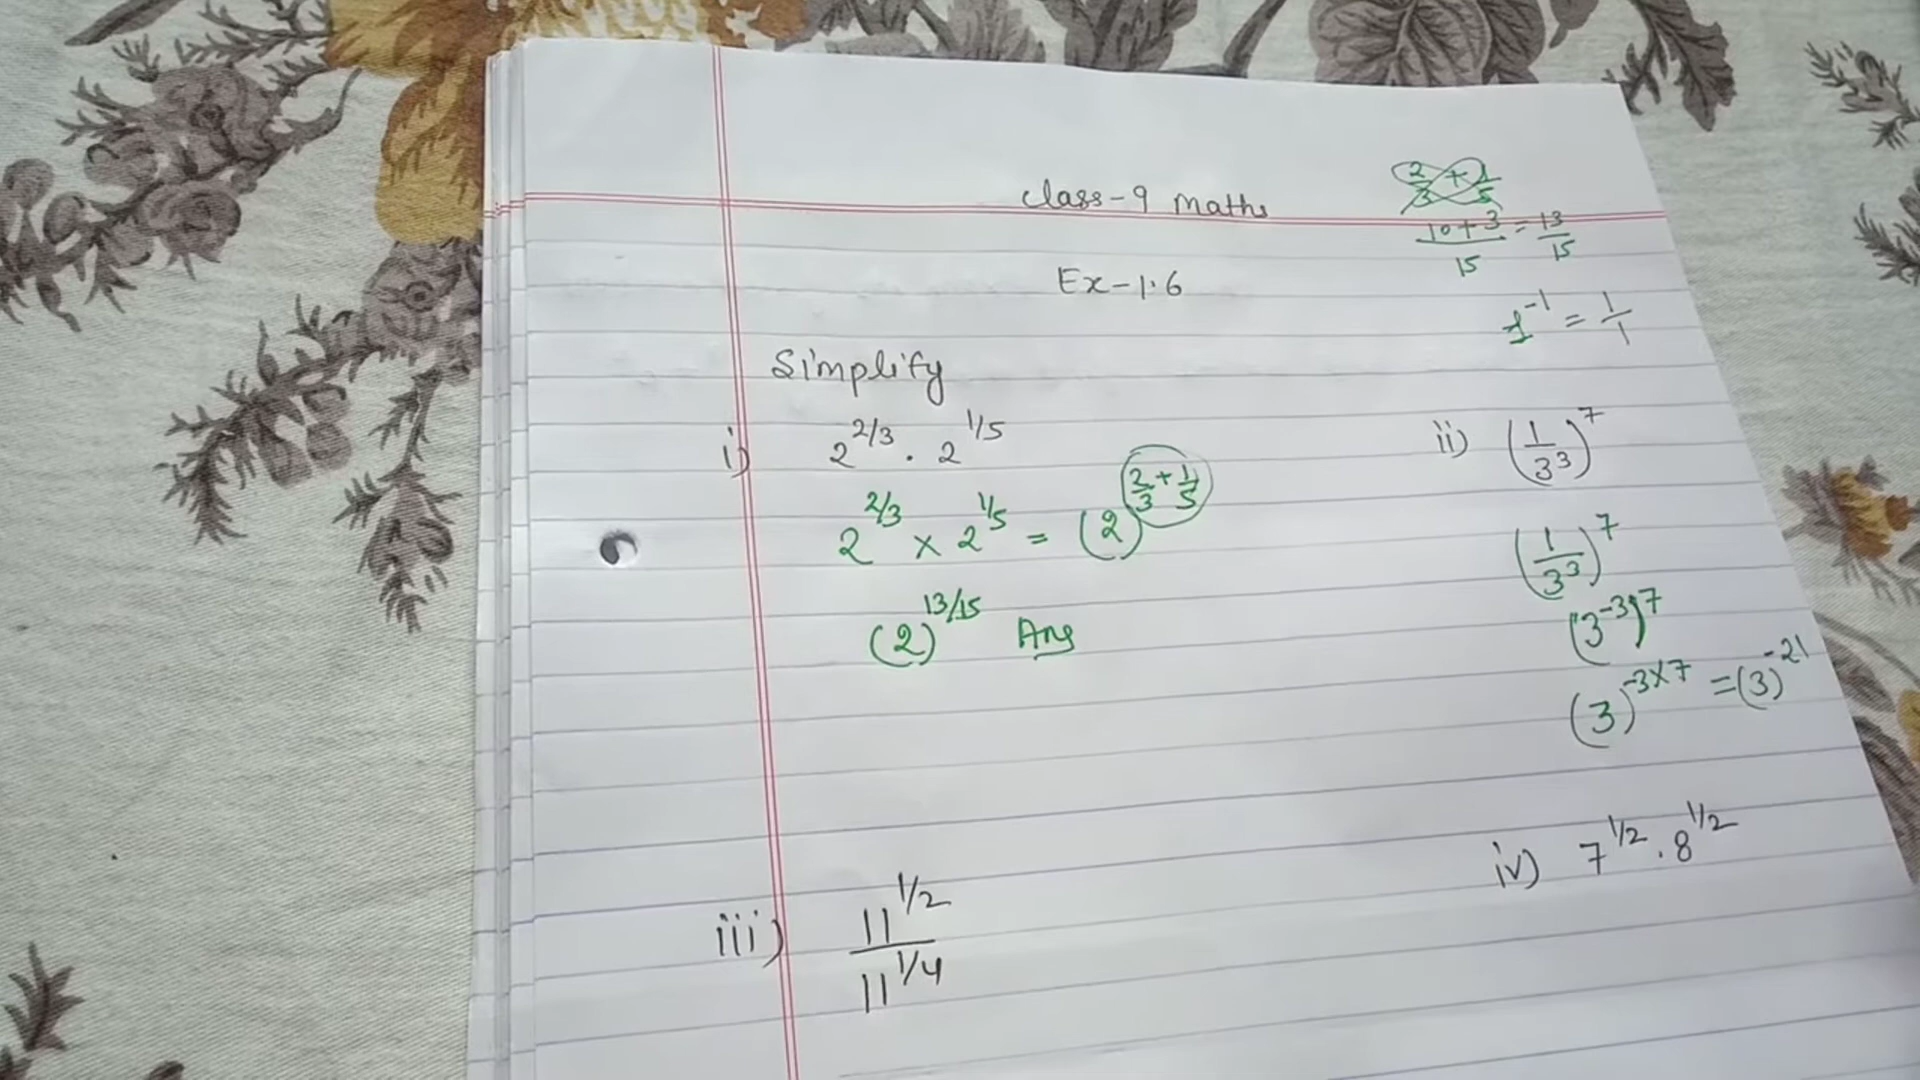 class-9 maths
2/3 + 1/5
10+3/15 = 13/15
Ex-1.6
1^-1 = 1/1
Simplify
i) 2^2/3 . 2^1/5
2^2/3 × 2^1/5 = (2)^2/3+1/5
(2)^13/15 Ans
ii) (1/3^3)^7
(1/3^3)^7
(3^-3)^7
(3)^-3×7 = (3)^-21
iii) 11^1/2 / 11^1/4
iv) 7^1/2 . 8^1/2